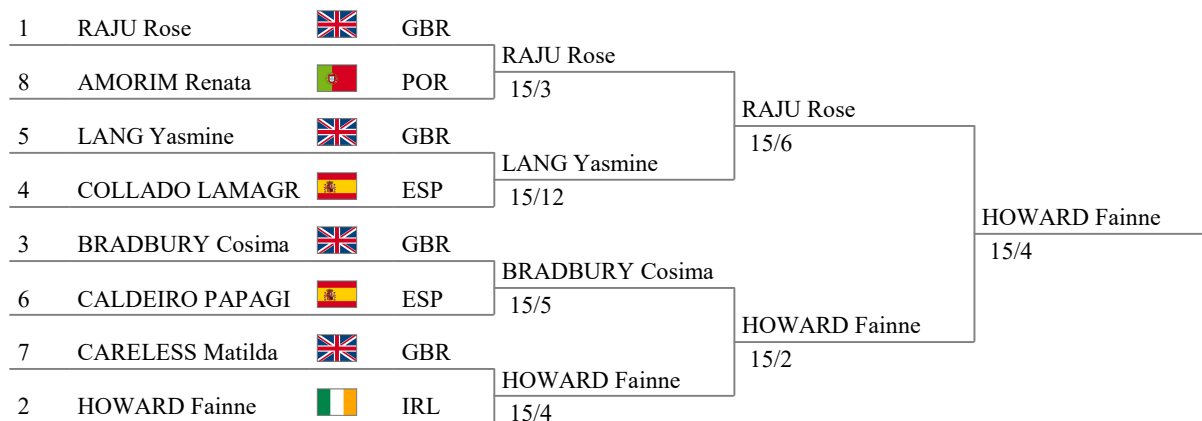 1 RAJU Rose GBR
RAJU Rose
8 AMORIM Renata POR
15/3
RAJU Rose
5 LANG Yasmine GBR
15/6
LANG Yasmine
4 COLLADO LAMAGR ESP
15/12
HOWARD Fainne
3 BRADBURY Cosima GBR
15/4
BRADBURY Cosima
6 CALDEIRO PAPAGI ESP
15/5
HOWARD Fainne
7 CARELESS Matilda GBR
15/2
HOWARD Fainne
2 HOWARD Fainne IRL
15/4